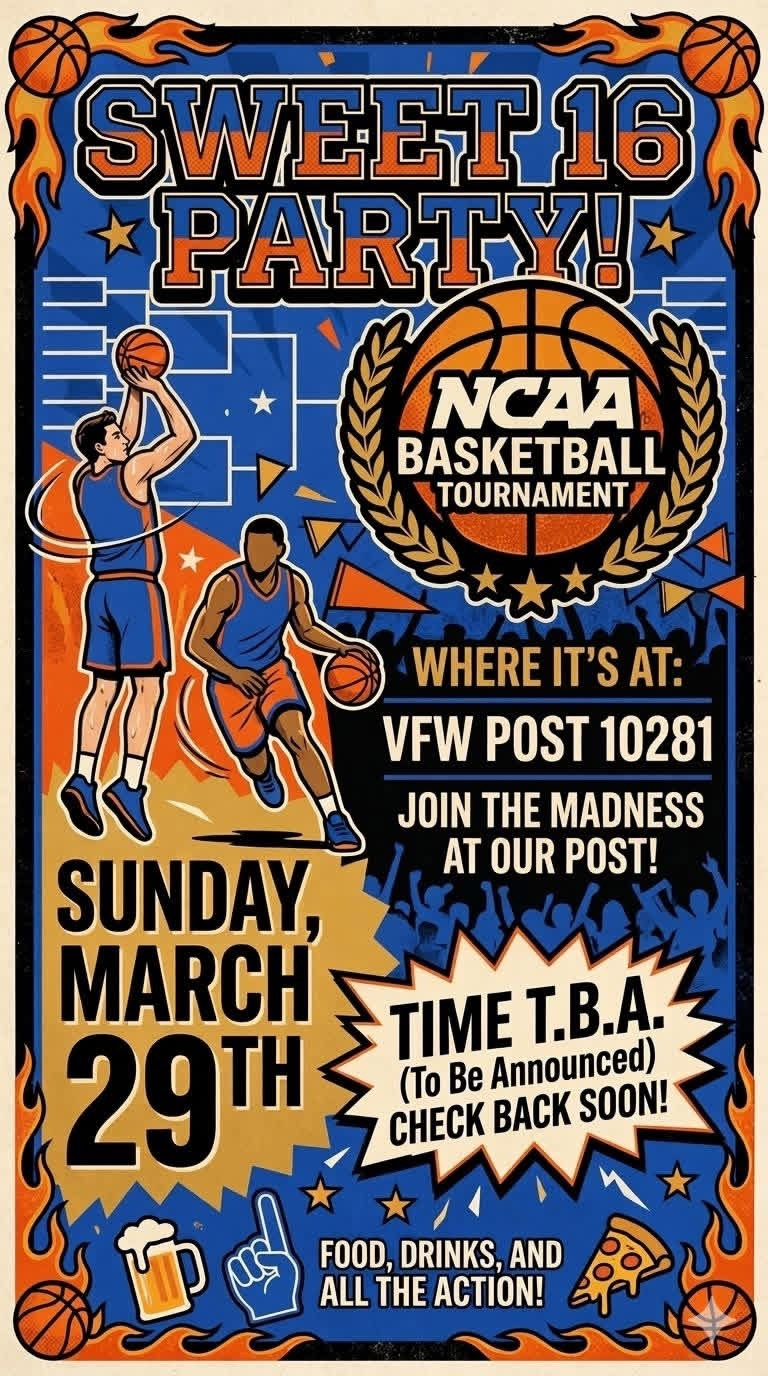 SWEET 16
PARTY!
NCAA
BASKETBALL
TOURNAMENT
WHERE IT'S AT:
VFW POST 10281
JOIN THE MADNESS
AT OUR POST!
SUNDAY,
MARCH
29TH
TIME T.B.A.
(To Be Announced)
CHECK BACK SOON!
FOOD, DRINKS, AND
ALL THE ACTION!